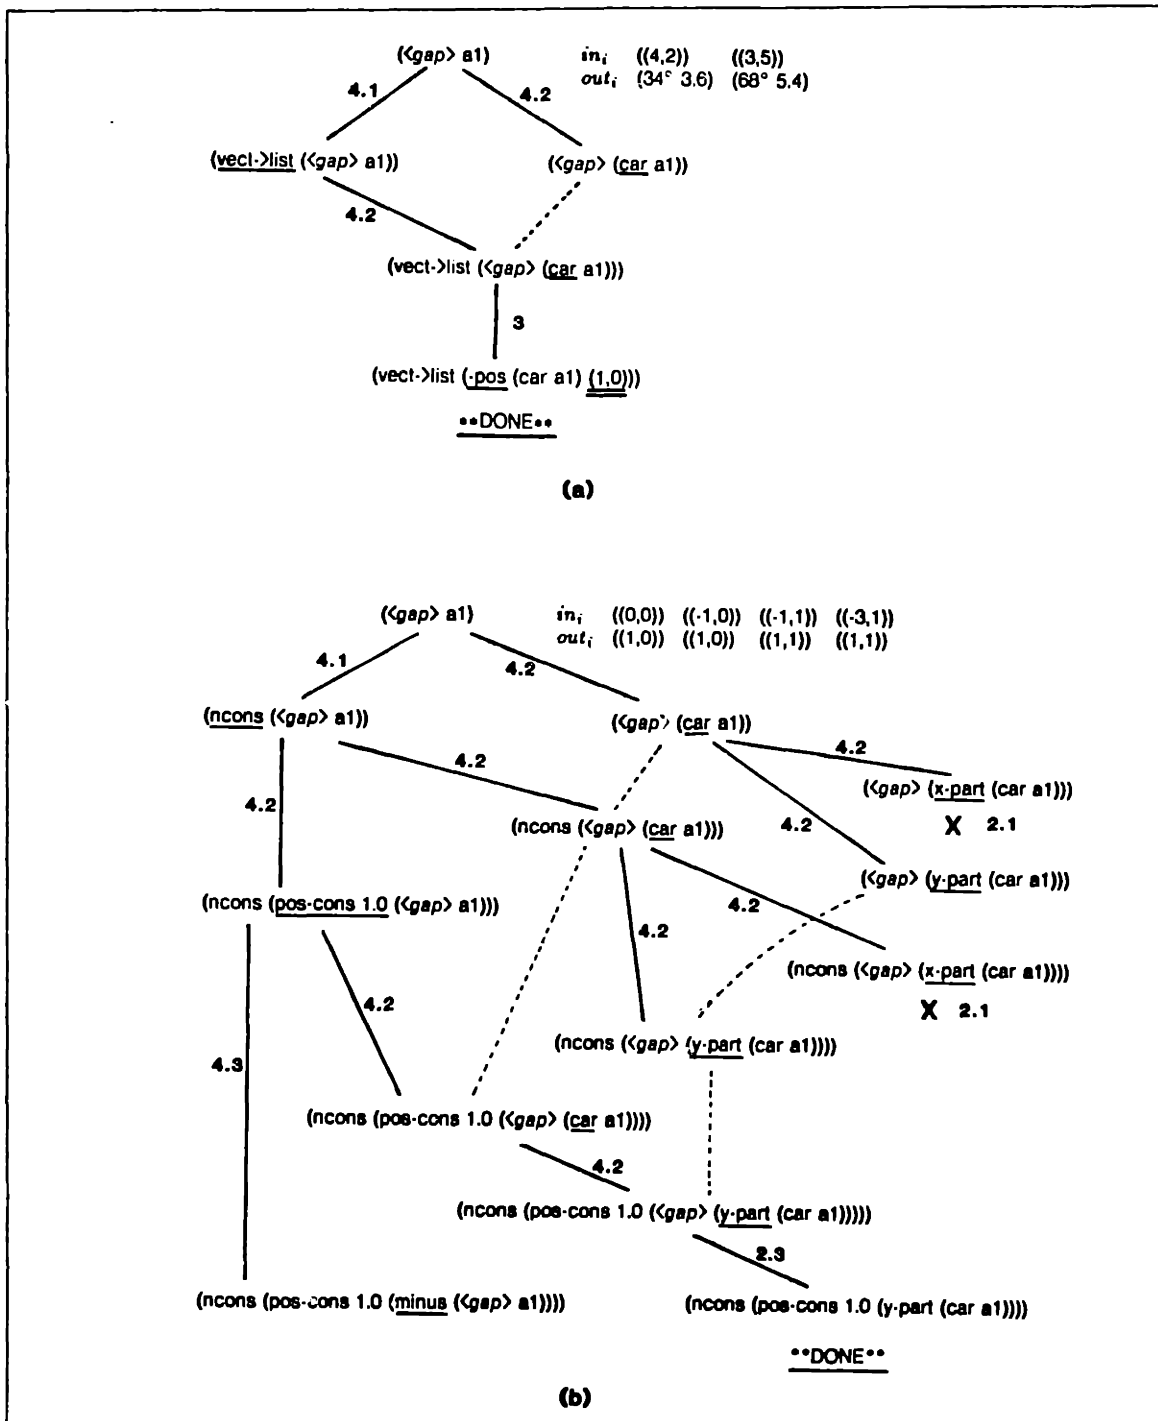 (<gap> a1) in_i ((4,2)) ((3,5))
out_i (34° 3.6) (68° 5.4)
4.1 4.2
(vect->list (<gap> a1)) (<gap> (car a1))
4.2
(vect->list (<gap> (car a1)))
3
(vect->list (-pos (car a1) (1,0)))
**DONE**
(a)
(<gap> a1) in_i ((0,0)) ((-1,0)) ((-1,1)) ((-3,1))
out_i ((1,0)) ((1,0)) ((1,1)) ((1,1))
4.1 4.2
(ncons (<gap> a1)) (<gap> (car a1))
4.2 4.2
(<gap> (x-part (car a1)))
4.2 4.2
(ncons (<gap> (car a1))) X 2.1
(<gap> (y-part (car a1)))
(ncons (pos-cons 1.0 (<gap> a1))) 4.2
4.2
(ncons (<gap> (x-part (car a1))))
4.2 X 2.1
(ncons (<gap> (y-part (car a1))))
4.3
(ncons (pos-cons 1.0 (<gap> (car a1))))
4.2
(ncons (pos-cons 1.0 (<gap> (y-part (car a1)))))
2.3
(ncons (pos-cons 1.0 (minus (<gap> a1)))) (ncons (pos-cons 1.0 (y-part (car a1))))
**DONE**
(b)